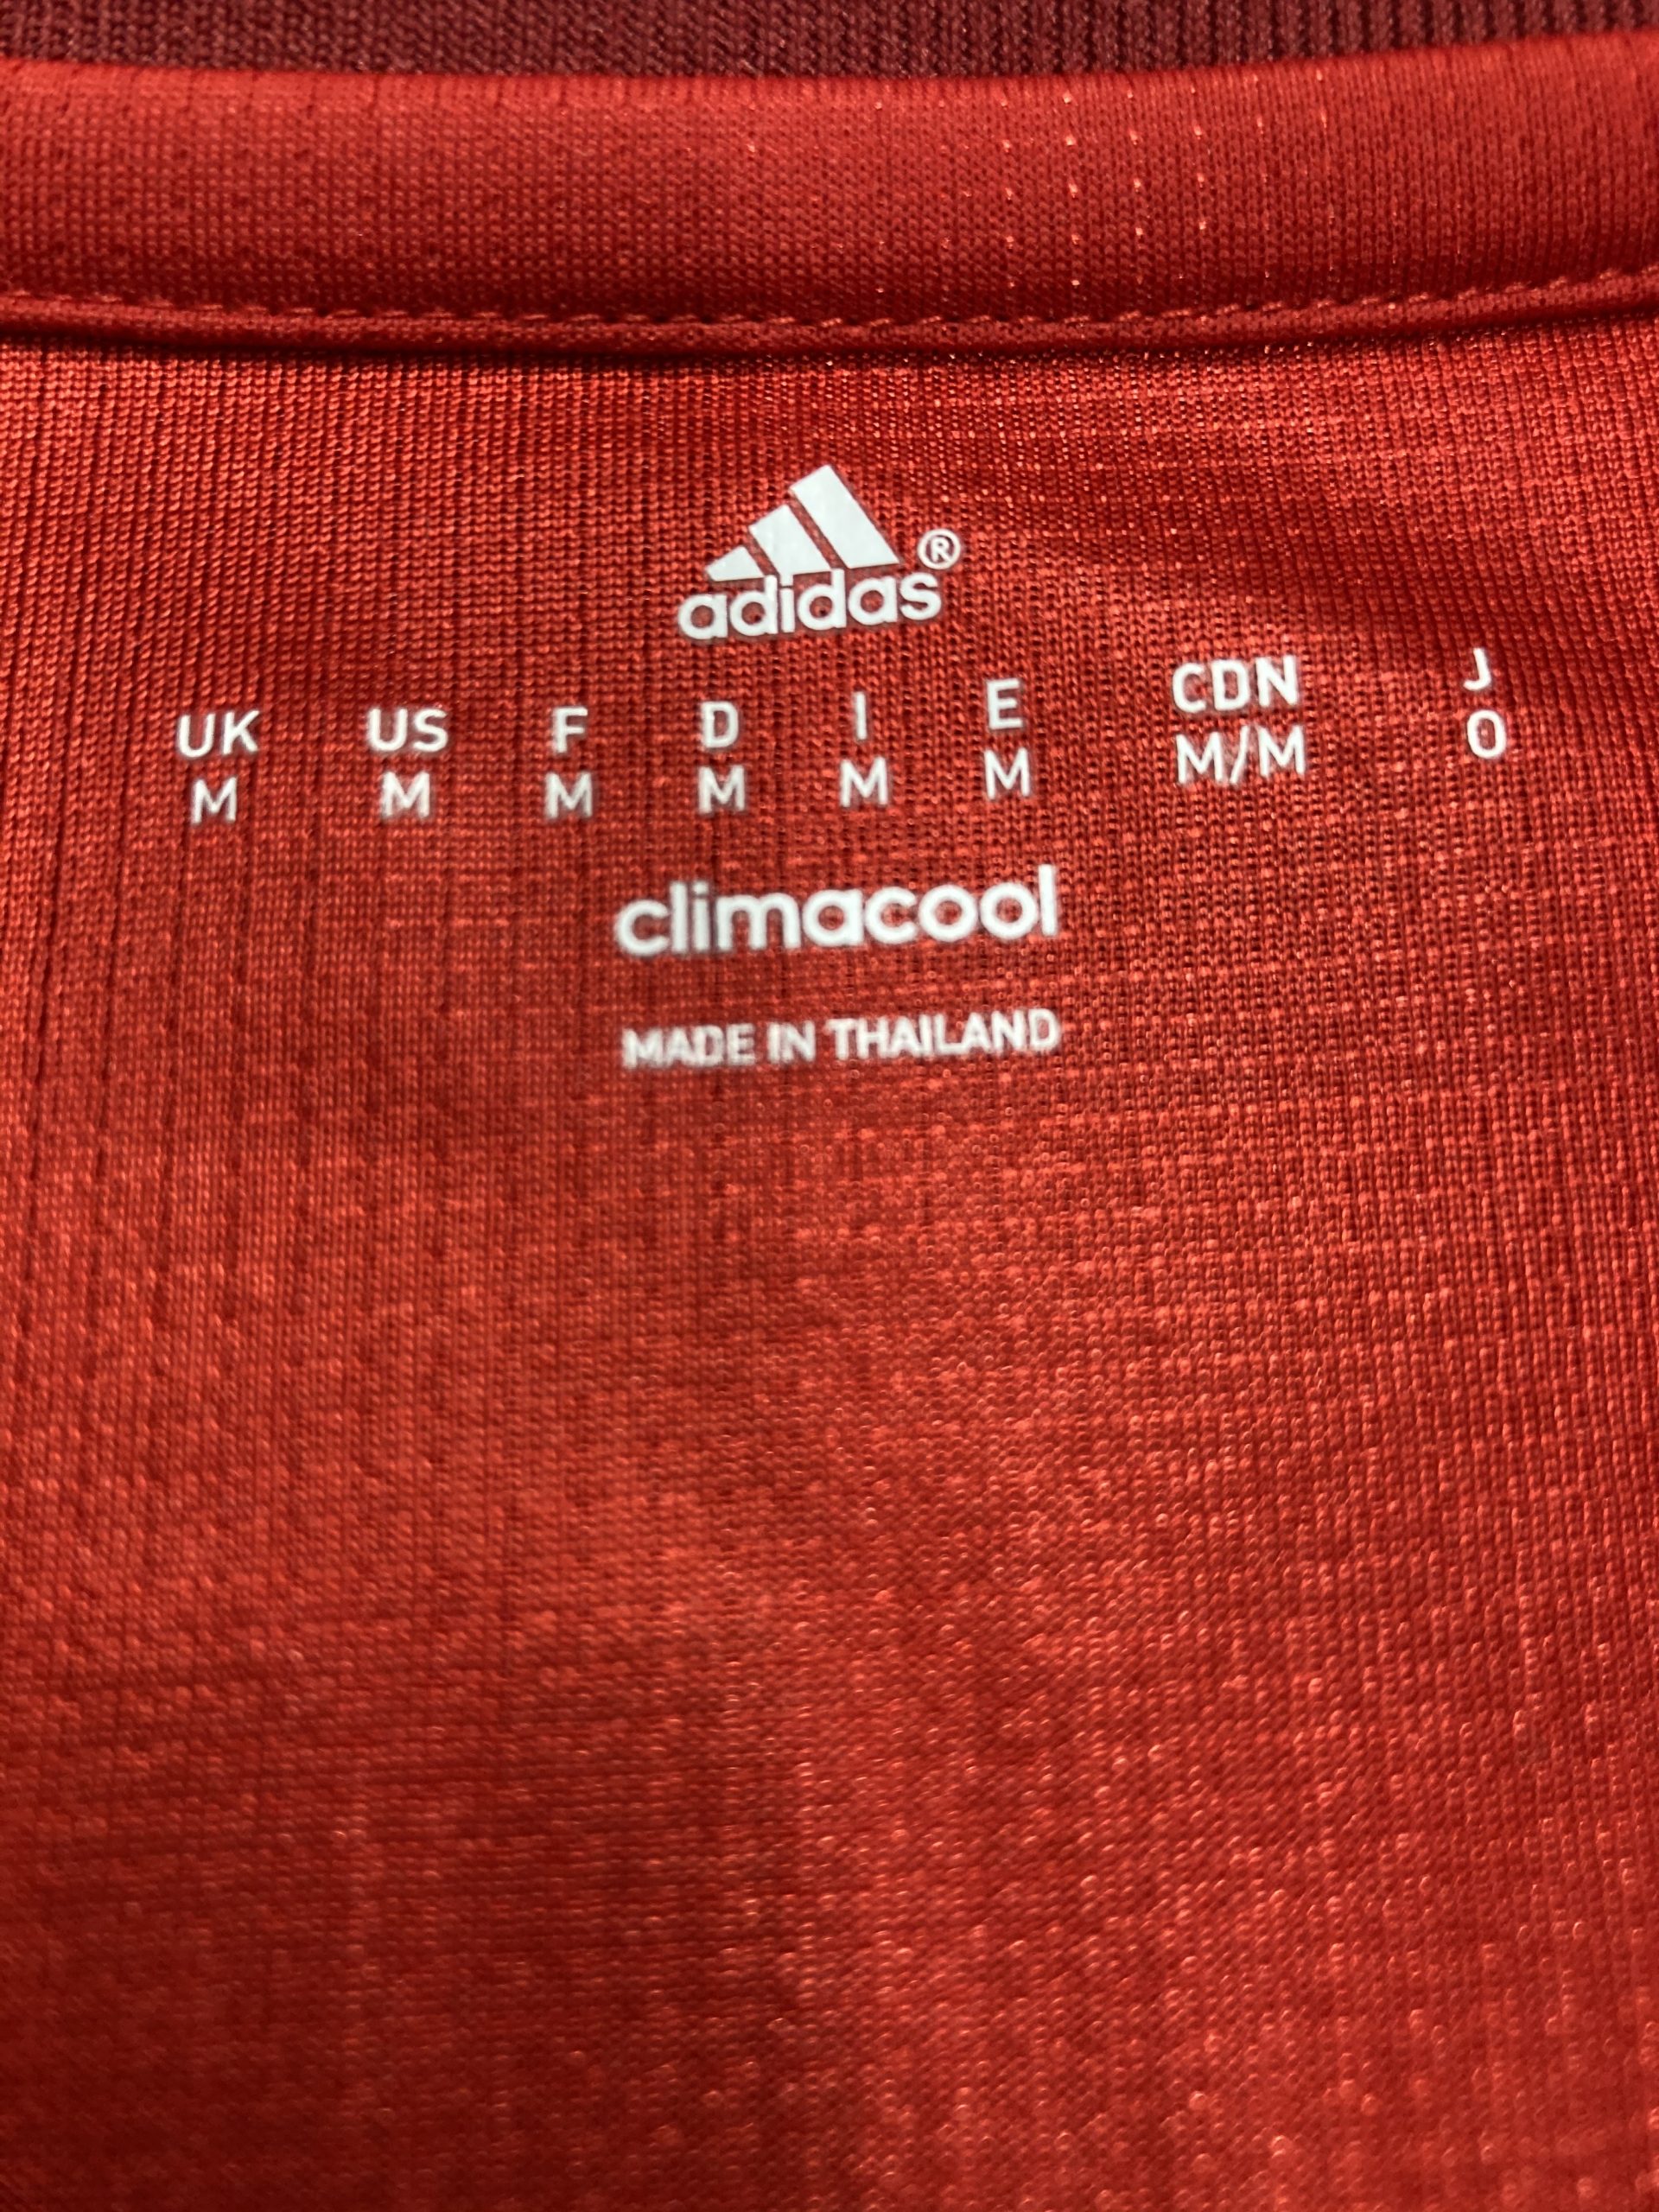 adidas®
UK US F D I E CDN J
M M M M M M M/M O
climacool
MADE IN THAILAND